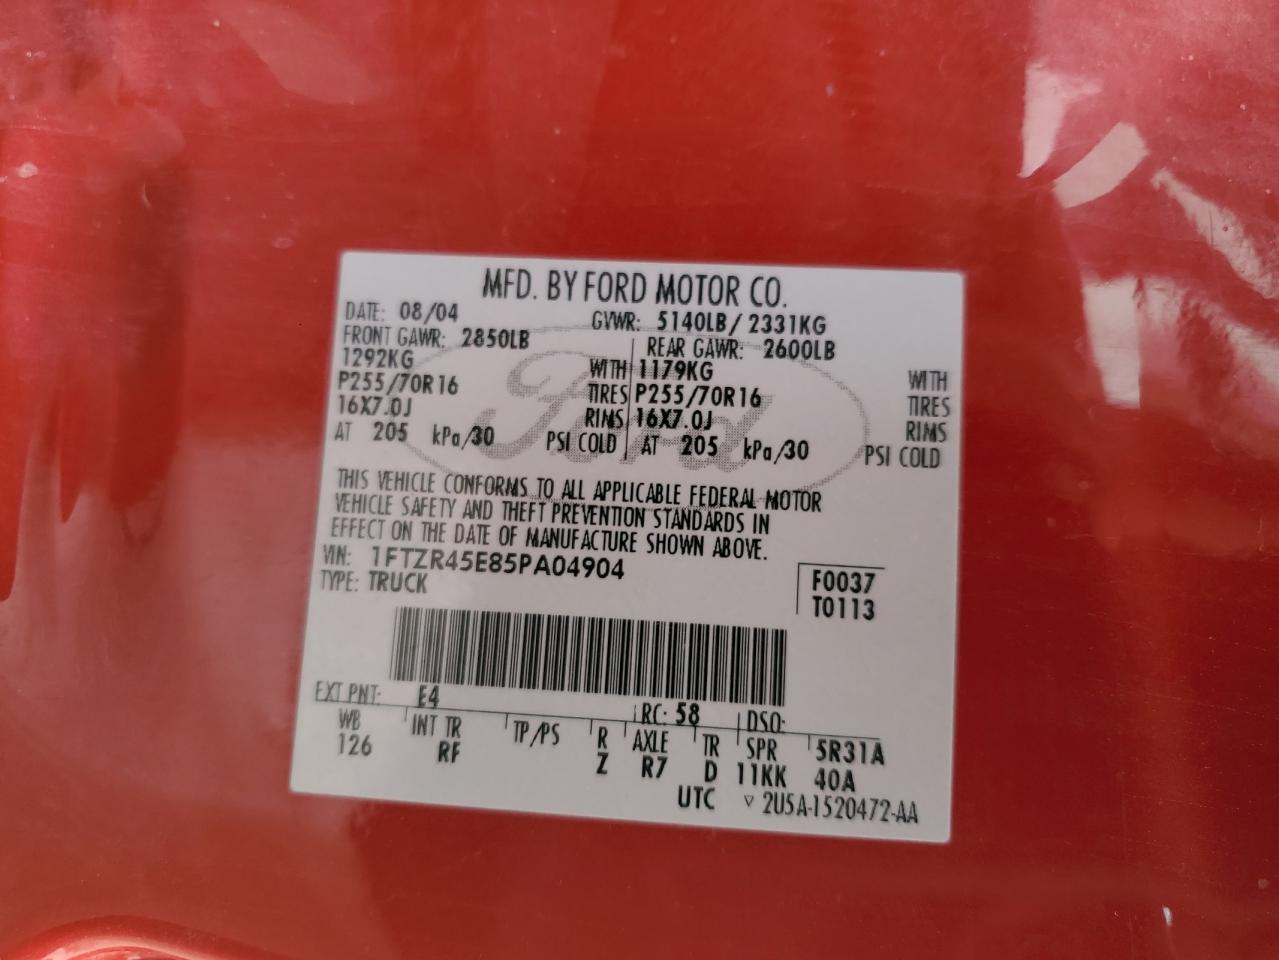 MFD. BY FORD MOTOR CO.
DATE: 08/04 GVWR: 5140LB/ 2331KG
FRONT GAWR: 2850LB REAR GAWR: 2600LB
1292KG WITH 1179KG WITH
P255/70R16 TIRES P255/70R16 TIRES
16X7.0J RIMS 16X7.0J RIMS
AT 205 kPa/30 PSI COLD AT 205 kPa/30 PSI COLD
Ford
THIS VEHICLE CONFORMS TO ALL APPLICABLE FEDERAL MOTOR
VEHICLE SAFETY AND THEFT PREVENTION STANDARDS IN
EFFECT ON THE DATE OF MANUFACTURE SHOWN ABOVE.
VIN: 1FTZR45E85PA04904 F0037
TYPE: TRUCK T0113
EXT PNT: E4 RC: 58 DSO:
WB INT TR TP/PS R AXLE TR SPR 5R31A
126 RF Z R7 D 11KK 40A
UTC ▽ 2U5A-1520472-AA